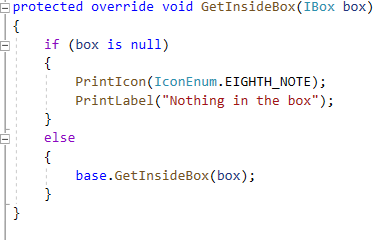 protected override void GetInsideBox(IBox box)
{
    if (box is null)
    {
        PrintIcon(IconEnum.EIGHTH_NOTE);
        PrintLabel("Nothing in the box");
    }
    else
    {
        base.GetInsideBox(box);
    }
}